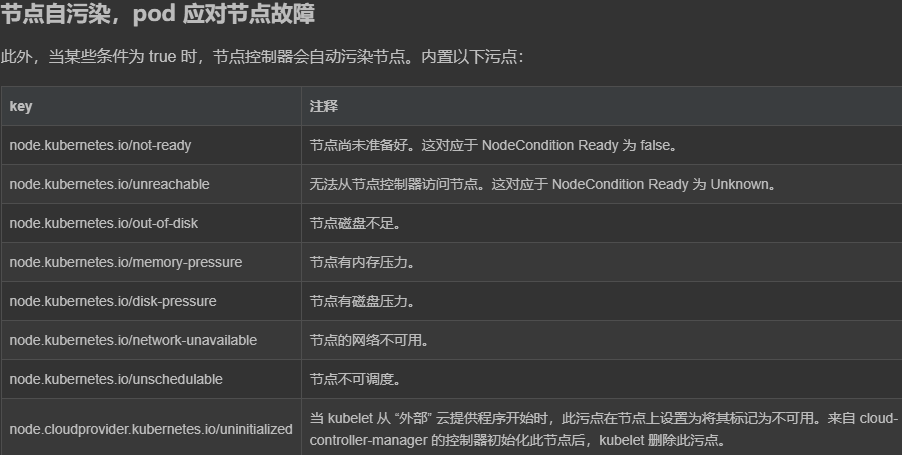 节点自污染，pod 应对节点故障
此外，当某些条件为 true 时，节点控制器会自动污染节点。内置以下污点：
key 注释
node.kubernetes.io/not-ready 节点尚未准备好。这对应于 NodeCondition Ready 为 false。
node.kubernetes.io/unreachable 无法从节点控制器访问节点。这对应于 NodeCondition Ready 为 Unknown。
node.kubernetes.io/out-of-disk 节点磁盘不足。
node.kubernetes.io/memory-pressure 节点有内存压力。
node.kubernetes.io/disk-pressure 节点有磁盘压力。
node.kubernetes.io/network-unavailable 节点的网络不可用。
node.kubernetes.io/unschedulable 节点不可调度。
node.cloudprovider.kubernetes.io/uninitialized 当 kubelet 从 “外部” 云提供程序开始时，此污点在节点上设置为将其标记为不可用。来自 cloud-
controller-manager 的控制器初始化此节点后，kubelet 删除此污点。